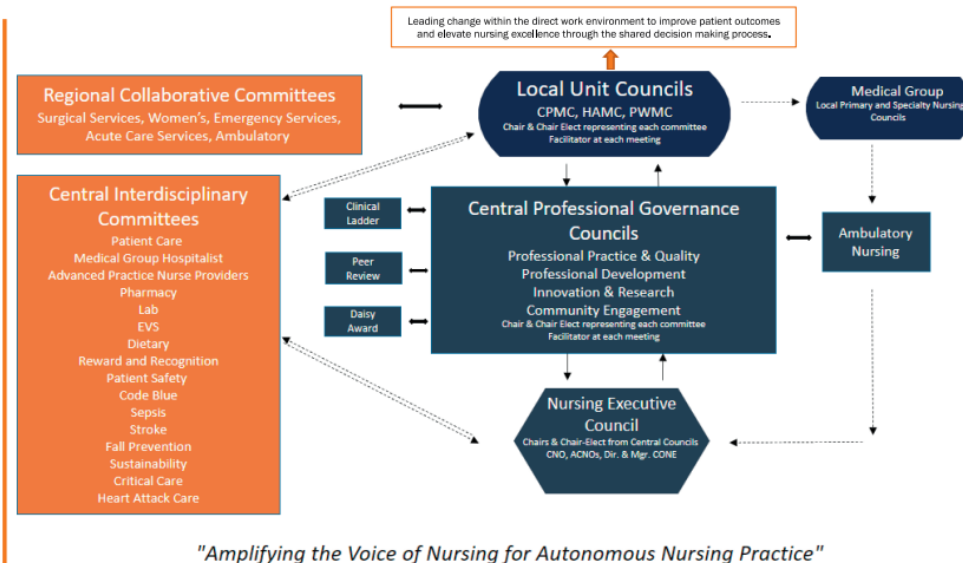 Leading change within the direct work environment to improve patient outcomes
and elevate nursing excellence through the shared decision making process.
Regional Collaborative Committees
Surgical Services, Women's, Emergency Services,
Acute Care Services, Ambulatory
Local Unit Councils
CPMC, HAMC, PWMC
Chair & Chair Elect representing each committee
Facilitator at each meeting
Medical Group
Local Primary and Specialty Nursing
Councils
Central Interdisciplinary
Committees
Patient Care
Medical Group Hospitalist
Advanced Practice Nurse Providers
Pharmacy
Lab
EVS
Dietary
Reward and Recognition
Patient Safety
Code Blue
Sepsis
Stroke
Fall Prevention
Sustainability
Critical Care
Heart Attack Care
Clinical
Ladder
Peer
Review
Daisy
Award
Central Professional Governance
Councils
Professional Practice & Quality
Professional Development
Innovation & Research
Community Engagement
Chair & Chair Elect representing each committee
Facilitator at each meeting
Ambulatory
Nursing
Nursing Executive
Council
Chairs & Chair-Elect from Central Councils
CNO, ACNOs, Dir. & Mgr. CONE
"Amplifying the Voice of Nursing for Autonomous Nursing Practice"